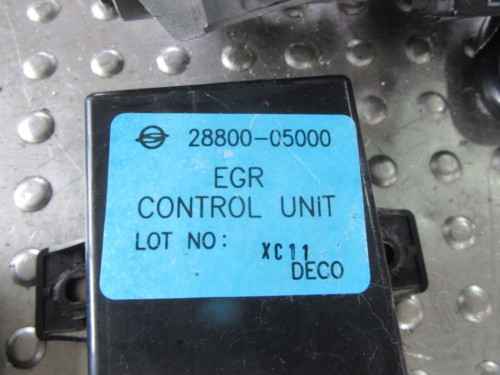 28800-05000
EGR
CONTROL UNIT
LOT NO: XC11
DECO